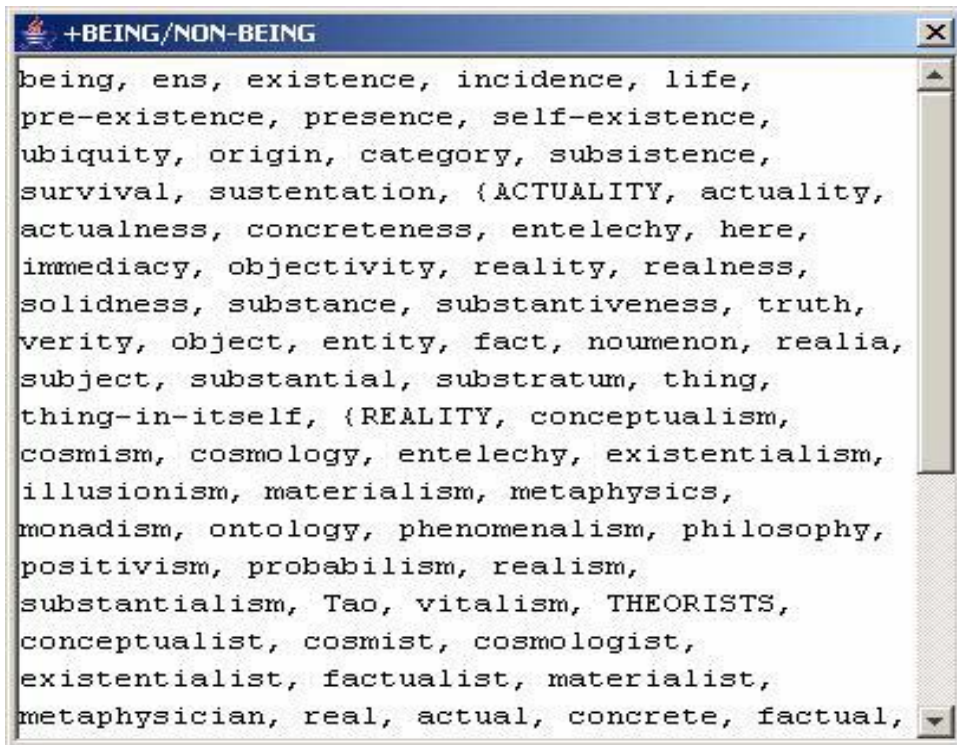 +BEING/NON-BEING
being, ens, existence, incidence, life,
pre-existence, presence, self-existence,
ubiquity, origin, category, subsistence,
survival, sustentation, {ACTUALITY, actuality,
actualness, concreteness, entelechy, here,
immediacy, objectivity, reality, realness,
solidness, substance, substantiveness, truth,
verity, object, entity, fact, noumenon, realia,
subject, substantial, substratum, thing,
thing-in-itself, {REALITY, conceptualism,
cosmism, cosmology, entelechy, existentialism,
illusionism, materialism, metaphysics,
monadism, ontology, phenomenalism, philosophy,
positivism, probabilism, realism,
substantialism, Tao, vitalism, THEORISTS,
conceptualist, cosmist, cosmologist,
existentialist, factualist, materialist,
metaphysician, real, actual, concrete, factual,